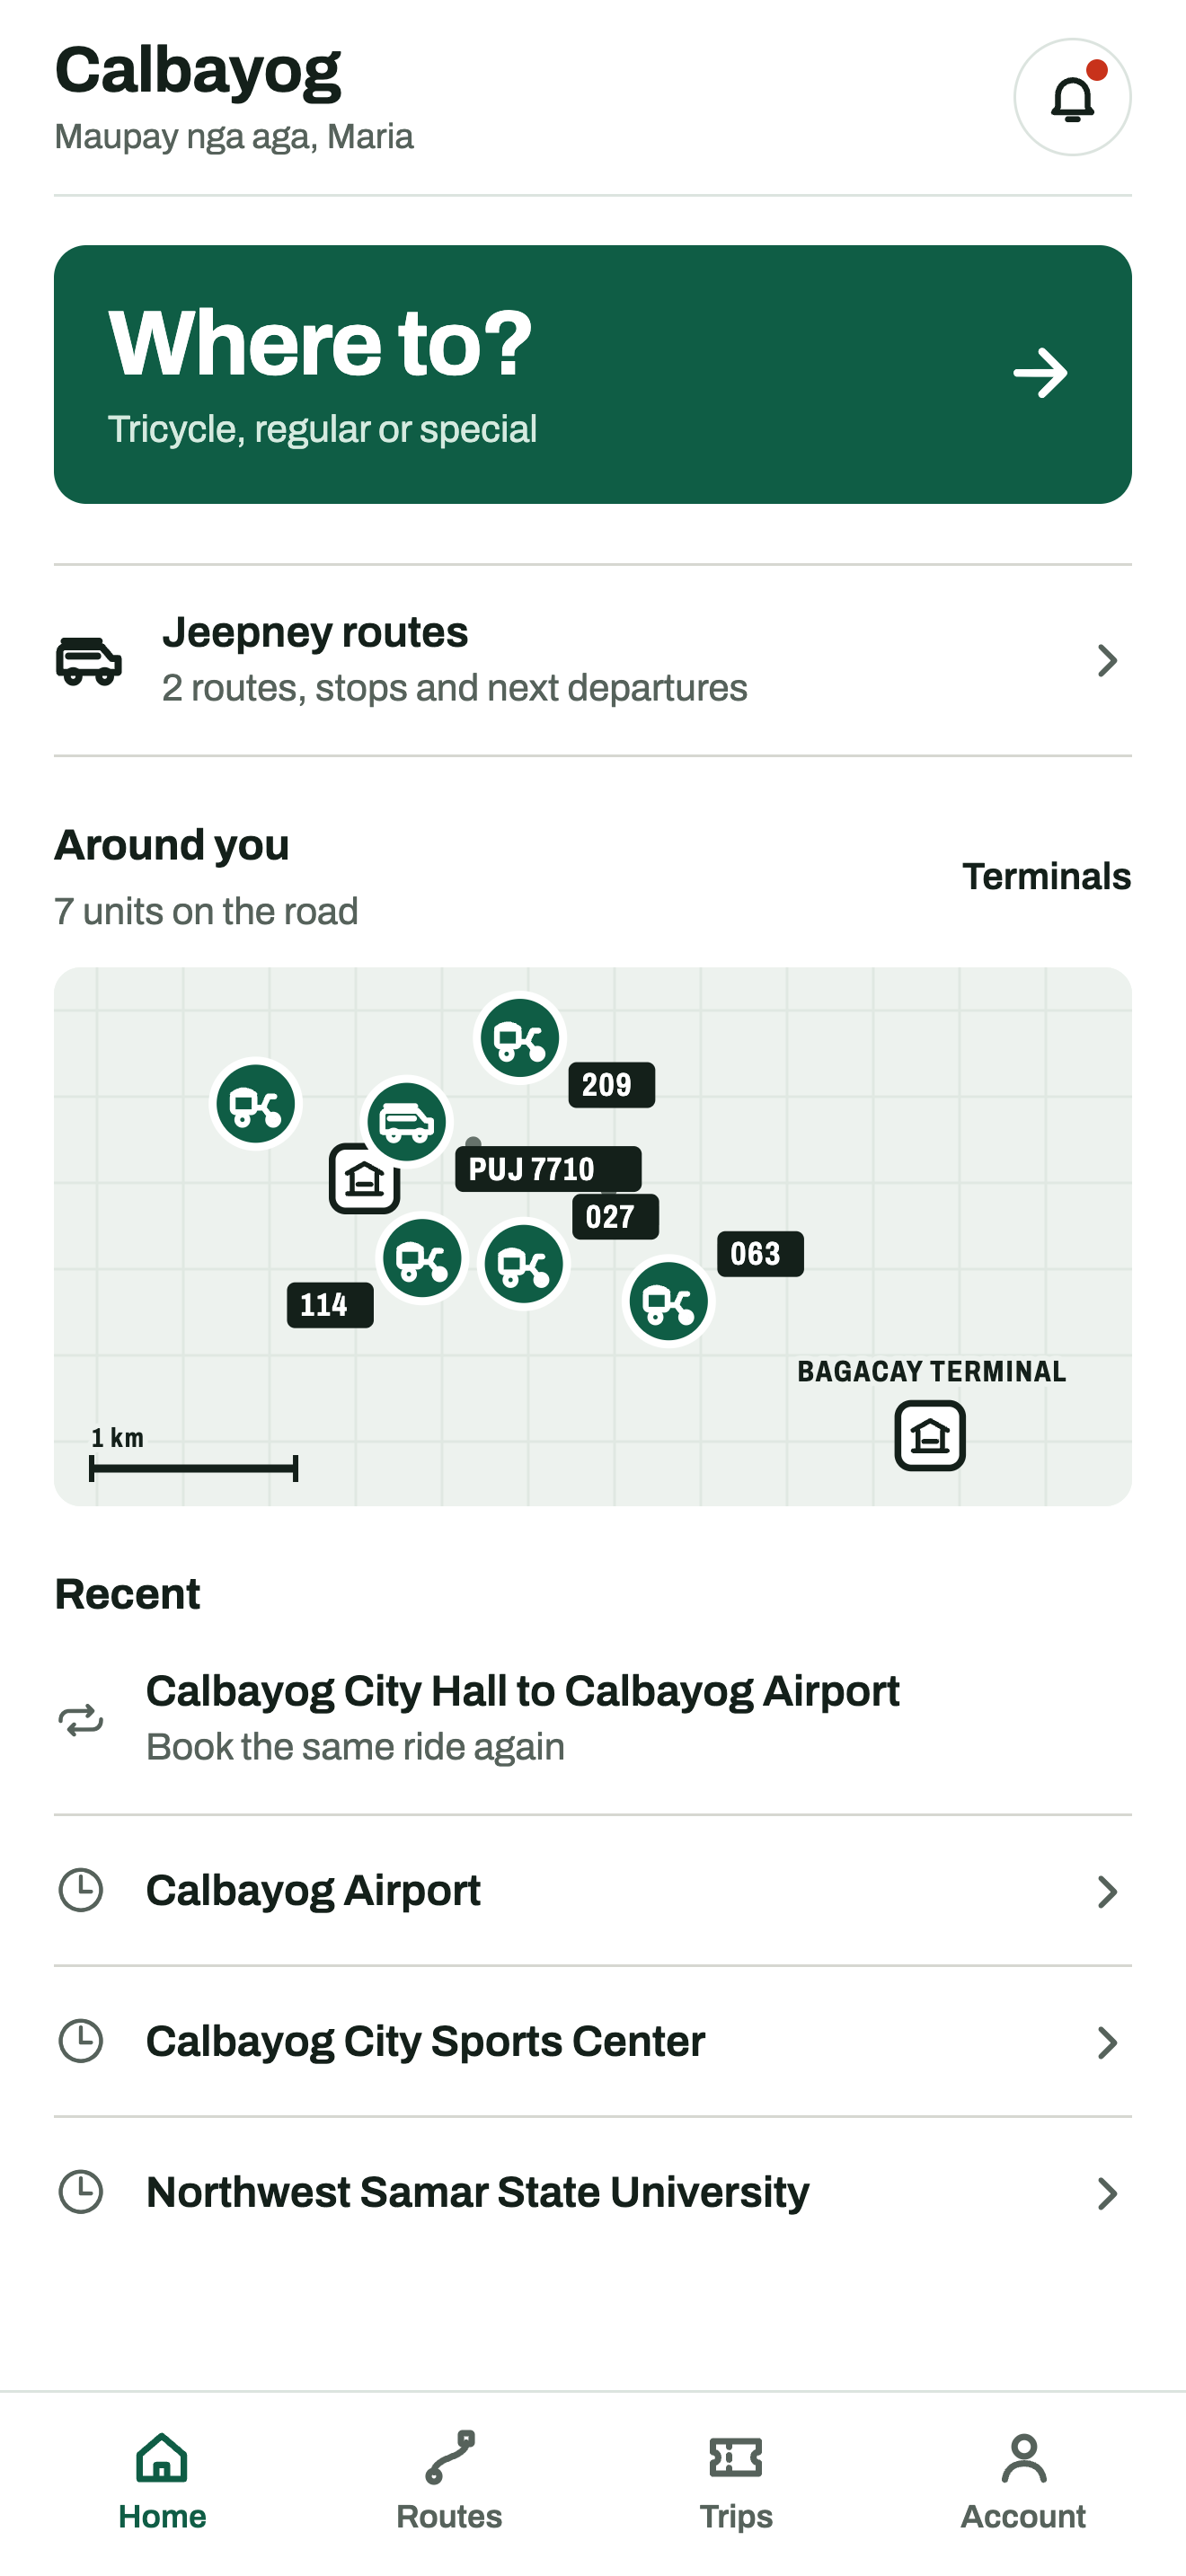 Calbayog
Maupay nga aga, Maria
Where to?
Tricycle, regular or special
Jeepney routes
2 routes, stops and next departures
Around you
7 units on the road
Terminals
209
PUJ 7710
027
063
114
BAGACAY TERMINAL
1 km
Recent
Calbayog City Hall to Calbayog Airport
Book the same ride again
Calbayog Airport
Calbayog City Sports Center
Northwest Samar State University
Home
Routes
Trips
Account